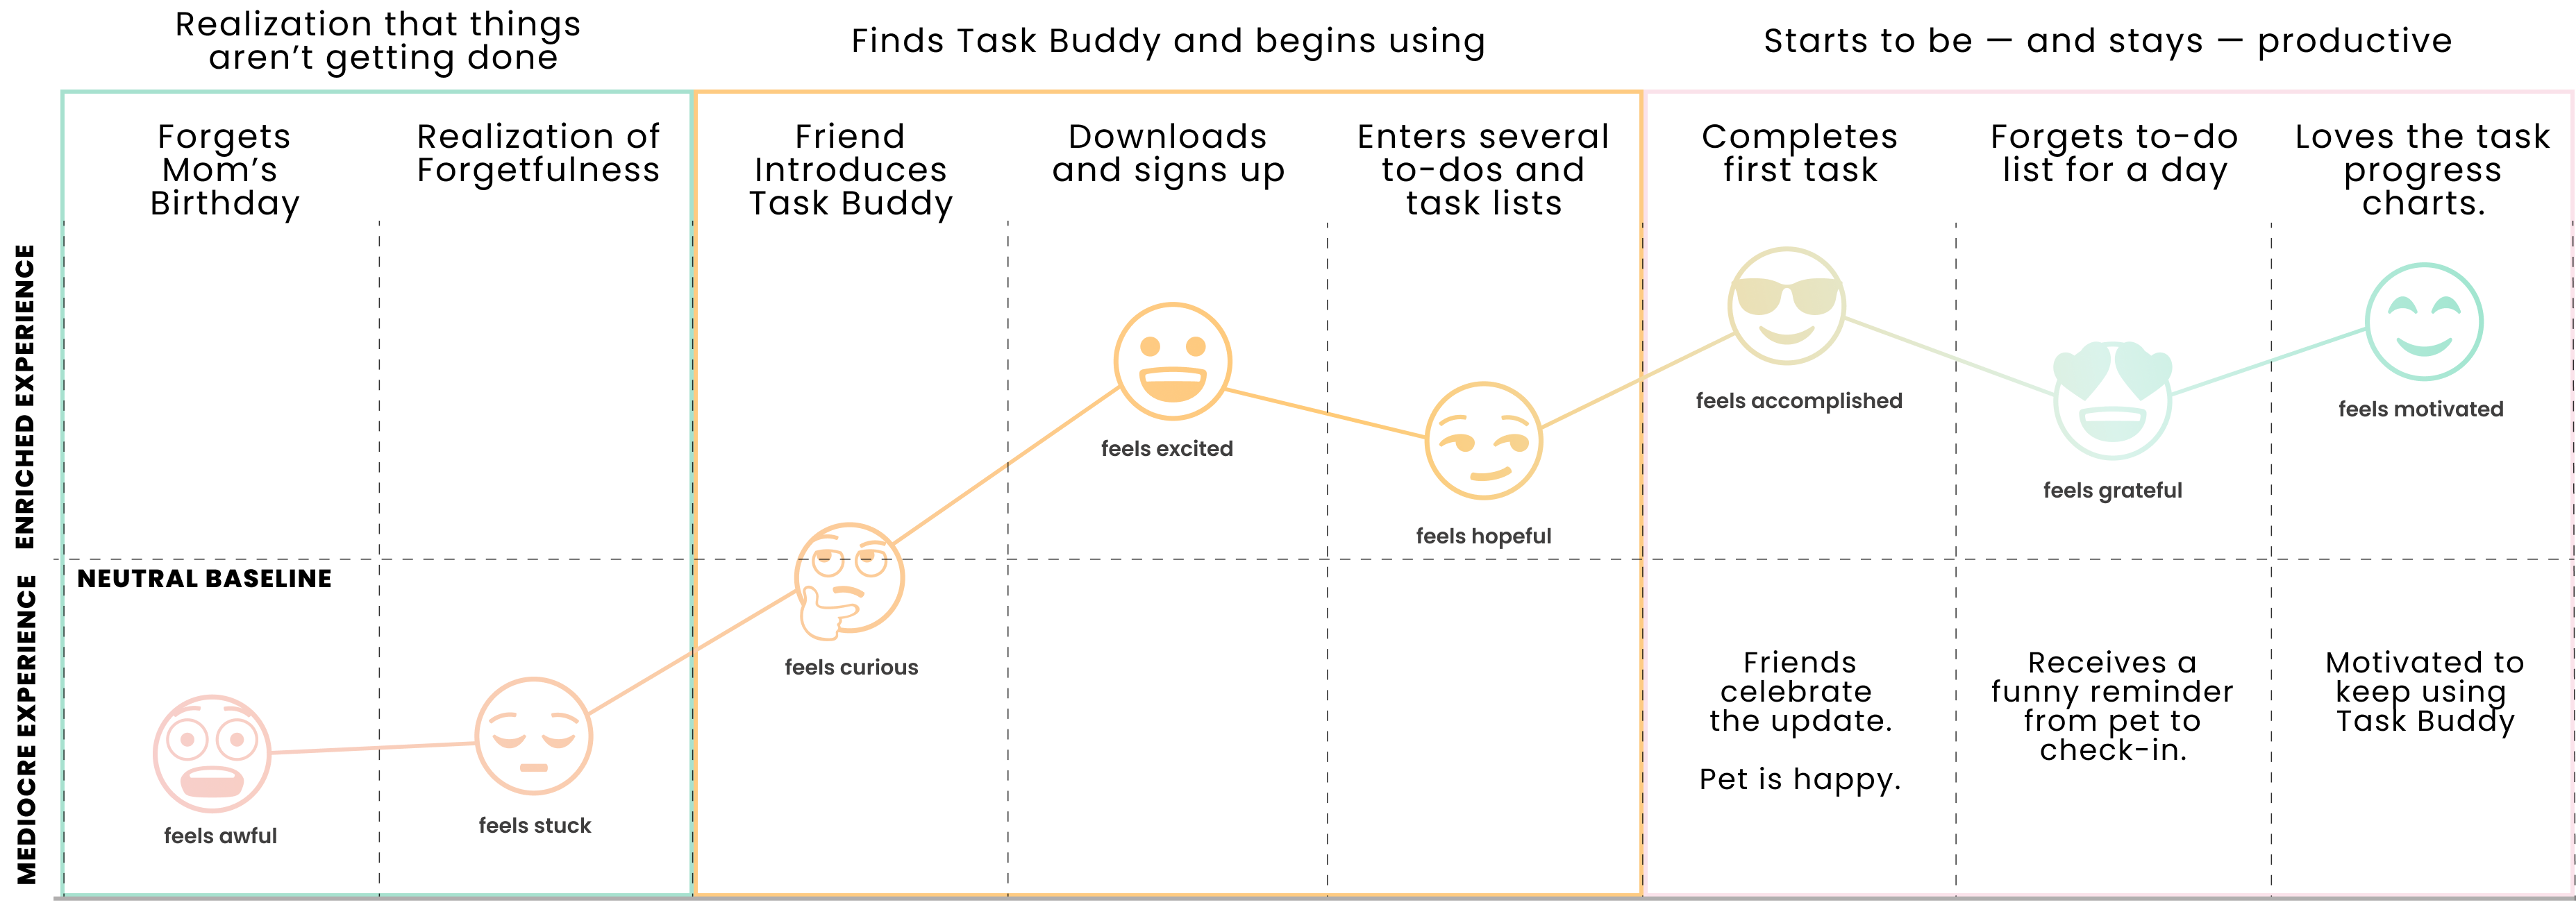 Realization that things
aren’t getting done
Finds Task Buddy and begins using
Starts to be — and stays — productive
Forgets
Mom’s
Birthday
Realization of
Forgetfulness
Friend
Introduces
Task Buddy
Downloads
and signs up
Enters several
to-dos and
task lists
Completes
first task
Forgets to-do
list for a day
Loves the task
progress
charts.
ENRICHED EXPERIENCE
MEDIOCRE EXPERIENCE
NEUTRAL BASELINE
feels awful
feels stuck
feels curious
feels excited
feels hopeful
feels accomplished
feels grateful
feels motivated
Friends
celebrate
the update.
Pet is happy.
Receives a
funny reminder
from pet to
check-in.
Motivated to
keep using
Task Buddy